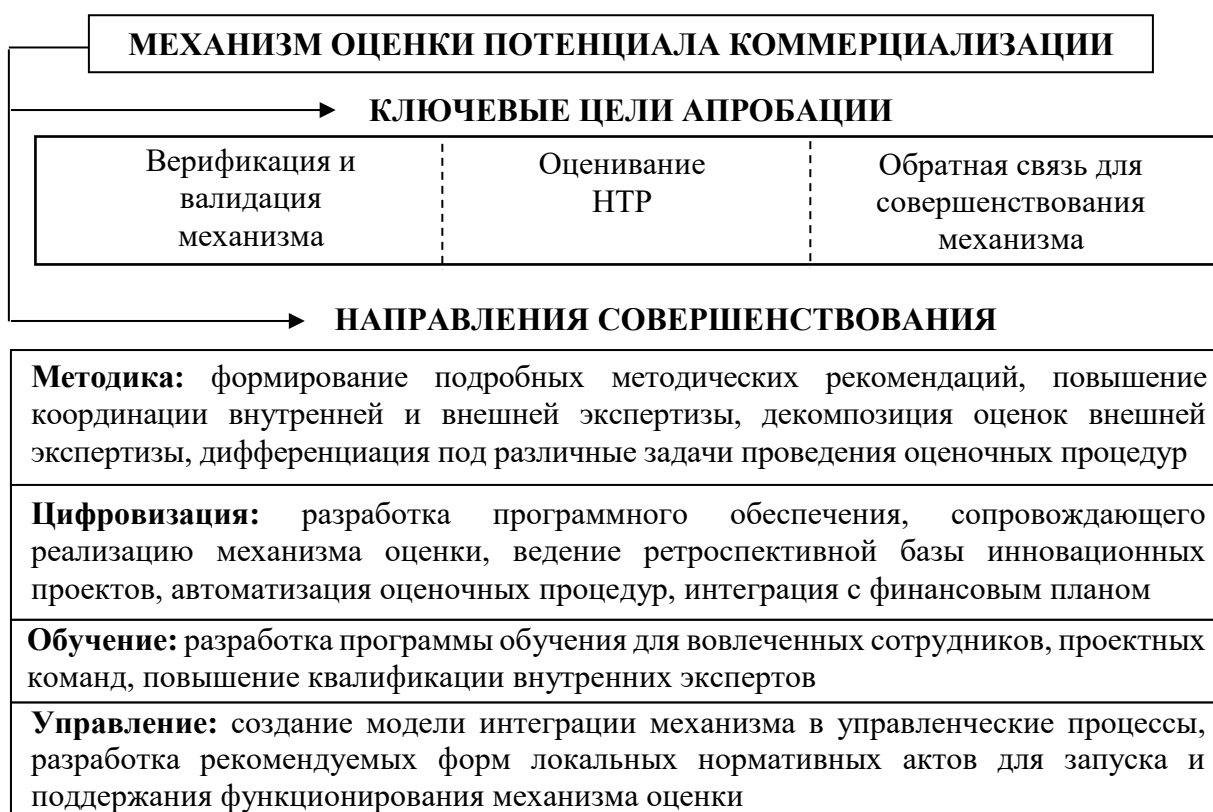 МЕХАНИЗМ ОЦЕНКИ ПОТЕНЦИАЛА КОММЕРЦИАЛИЗАЦИИ
КЛЮЧЕВЫЕ ЦЕЛИ АПРОБАЦИИ
Верификация и
валидация
механизма
Оценивание
НТР
Обратная связь для
совершенствования
механизма
НАПРАВЛЕНИЯ СОВЕРШЕНСТВОВАНИЯ
Методика: формирование подробных методических рекомендаций, повышение
координации внутренней и внешней экспертизы, декомпозиция оценок внешней
экспертизы, дифференциация под различные задачи проведения оценочных процедур
Цифровизация: разработка программного обеспечения, сопровождающего
реализацию механизма оценки, ведение ретроспективной базы инновационных
проектов, автоматизация оценочных процедур, интеграция с финансовым планом
Обучение: разработка программы обучения для вовлеченных сотрудников, проектных
команд, повышение квалификации внутренних экспертов
Управление: создание модели интеграции механизма в управленческие процессы,
разработка рекомендуемых форм локальных нормативных актов для запуска и
поддержания функционирования механизма оценки